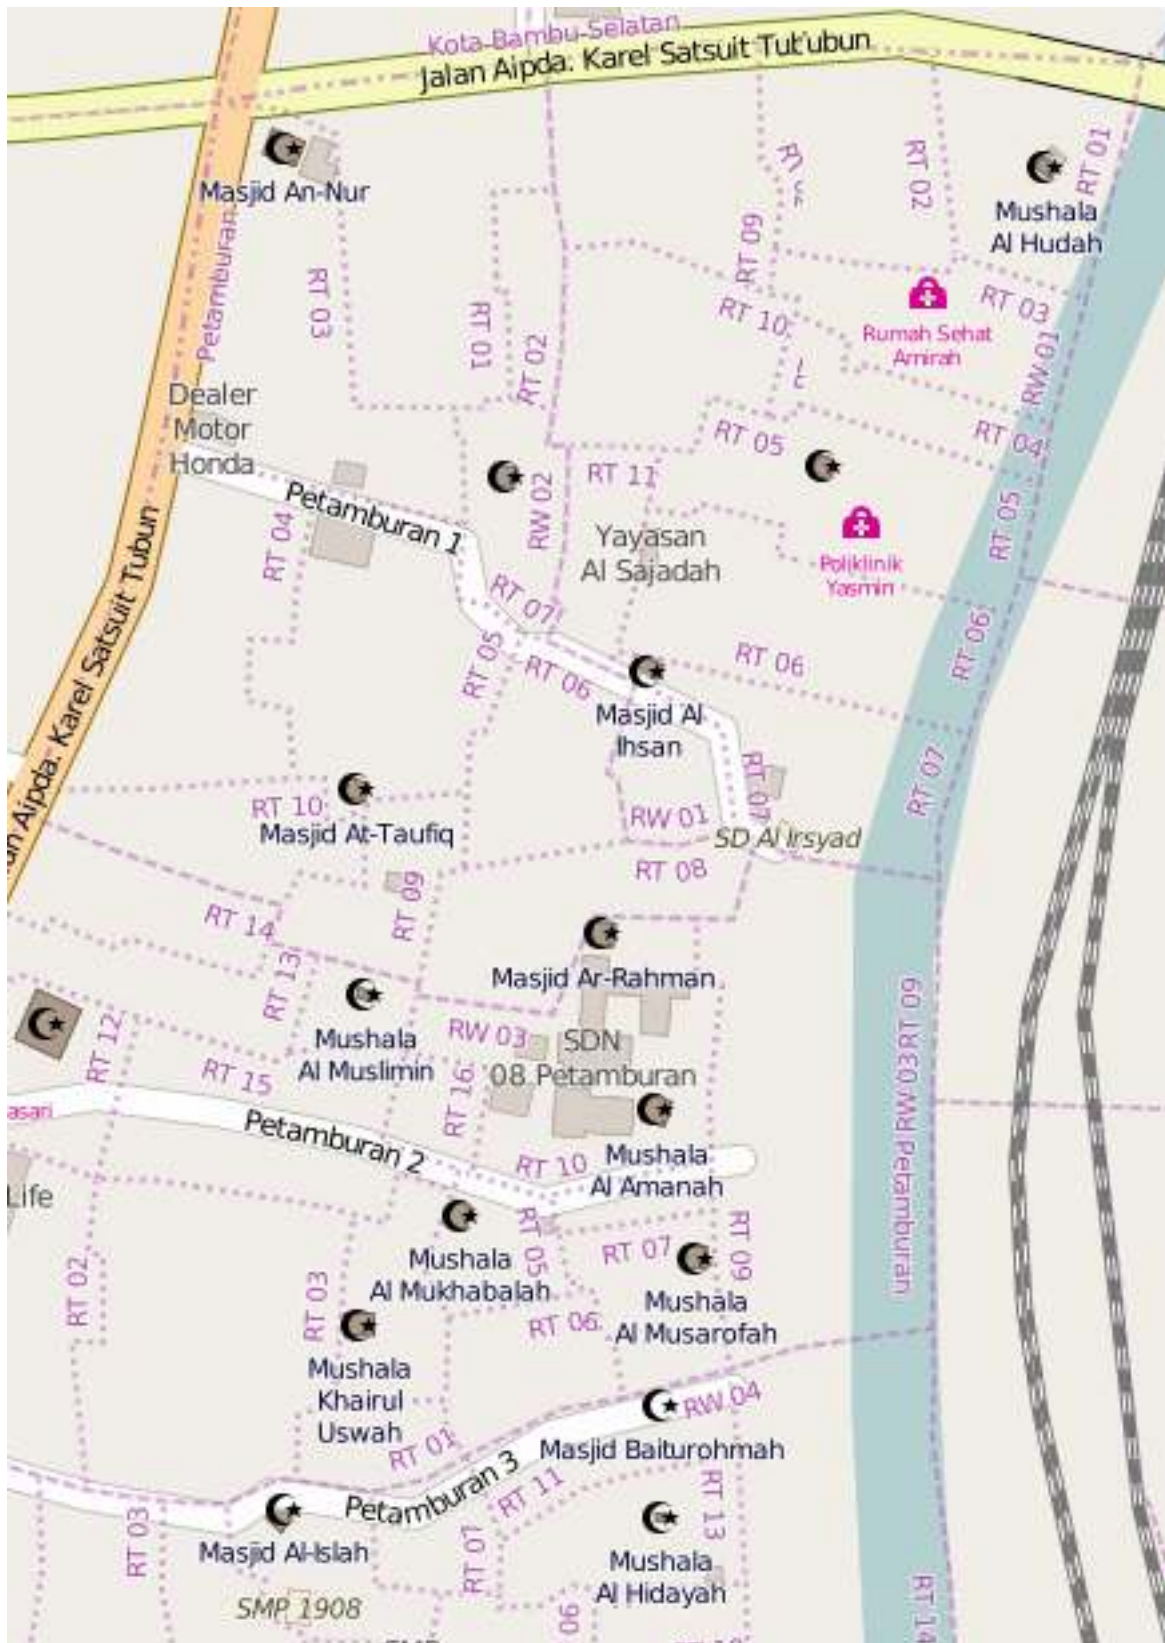 Kota Bambu Selatan
Jalan Aipda. Karel Satsuit Tubun
RT 01
RT 02
Masjid An-Nur
Mushala
Al Hudah
Petamburan
RT 03
RT 09
RT 01
RT 02
RT 10
Rumah Sehat
Amirah
RT 03
RW 01
Dealer
Motor
Honda
RT 05
RT 04
RT 11
RW 02
Petamburan 1
RT 04
Yayasan
Al Sajadah
Poliklinik
Yasmin
RT 05
RT 07
RT 06
Karel Satsuit Tubun
RT 05
RT 06
RT 06
Masjid Al
Ihsan
RT 07
RT 07
Aipda.
RT 10
Masjid At-Taufiq
RW 01
SD Al Irsyad
RT 08
RT 09
RT 14
RT 13
Masjid Ar-Rahman
RT 09
RW 03
Petamburan
RT 12
Mushala
Al Muslimin
RW 03
SDN
08 Petamburan
RT 15
RT 16
asari
Petamburan 2
RT 10
Mushala
Al Amanah
Life
RT 05
RT 07
RT 09
Mushala
Al Mukhabalah
RT 02
RT 03
RT 06
Mushala
Al Musarofah
Mushala
Khairul
Uswah
RW 04
RT 01
Masjid Baiturohmah
Petamburan 3
RT 11
RT 13
RT 03
Masjid Al-Islah
RT 07
Mushala
Al Hidayah
SMP 1908
RT 14